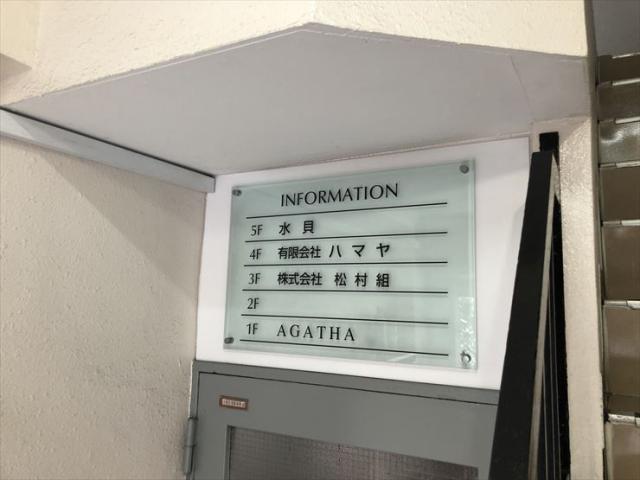 INFORMATION
5F 水貝
4F 有限会社 ハマヤ
3F 株式会社 松村組
2F
1F AGATHA